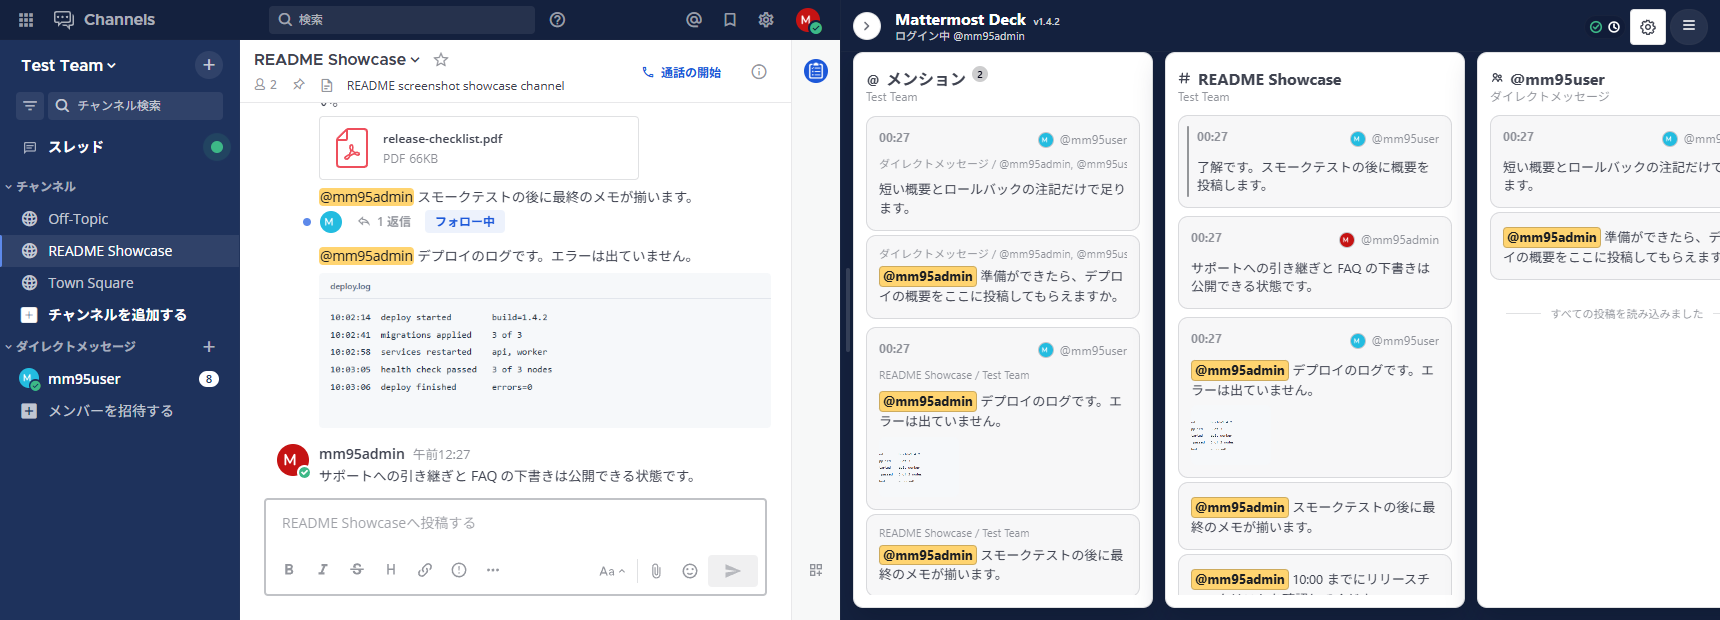 Channels
検索
Test Team
チャンネル検索
スレッド
チャンネル
Off-Topic
README Showcase
Town Square
チャンネルを追加する
ダイレクトメッセージ
mm95user
8
メンバーを招待する
README Showcase
2
README screenshot showcase channel
通話の開始
release-checklist.pdf
PDF 66KB
@mm95admin スモークテストの後に最終のメモが揃います。
1 返信
フォロー中
@mm95admin デプロイのログです。エラーは出ていません。
deploy.log
10:02:14 deploy started build=1.4.2
10:02:41 migrations applied 3 of 3
10:02:58 services restarted api, worker
10:03:05 health check passed 3 of 3 nodes
10:03:06 deploy finished errors=0
M
mm95admin 午前12:27
サポートへの引き継ぎと FAQ の下書きは公開できる状態です。
README Showcaseへ投稿する
B I S H
Aa
Mattermost Deck v1.4.2
ログイン中 @mm95admin
@ メンション 2
Test Team
00:27
@mm95user
ダイレクトメッセージ / @mm95admin, @mm95us
短い概要とロールバックの注記だけで足り
ます。
ダイレクトメッセージ / @mm95admin, @mm95us
@mm95admin 準備ができたら、デプロ
イの概要をここに投稿してもらえますか。
00:27
@mm95user
README Showcase / Test Team
@mm95admin デプロイのログです。エ
ラーは出ていません。
README Showcase / Test Team
@mm95admin スモークテストの後に最
終のメモが揃います。
# README Showcase
Test Team
00:27
@mm95user
了解です。スモークテストの後に概要を
投稿します。
00:27
@mm95admin
サポートへの引き継ぎと FAQ の下書きは
公開できる状態です。
00:27
@mm95user
@mm95admin デプロイのログです。エ
ラーは出ていません。
@mm95admin スモークテストの後に最
終のメモが揃います。
@mm95admin 10:00 までにリリースチ
@mm95user
ダイレクトメッセージ
00:27
短い概要とロールバックの注記だけで
ます。
@mm95admin 準備ができたら、デ
イの概要をここに投稿してもらえます
すべての投稿を読み込みました